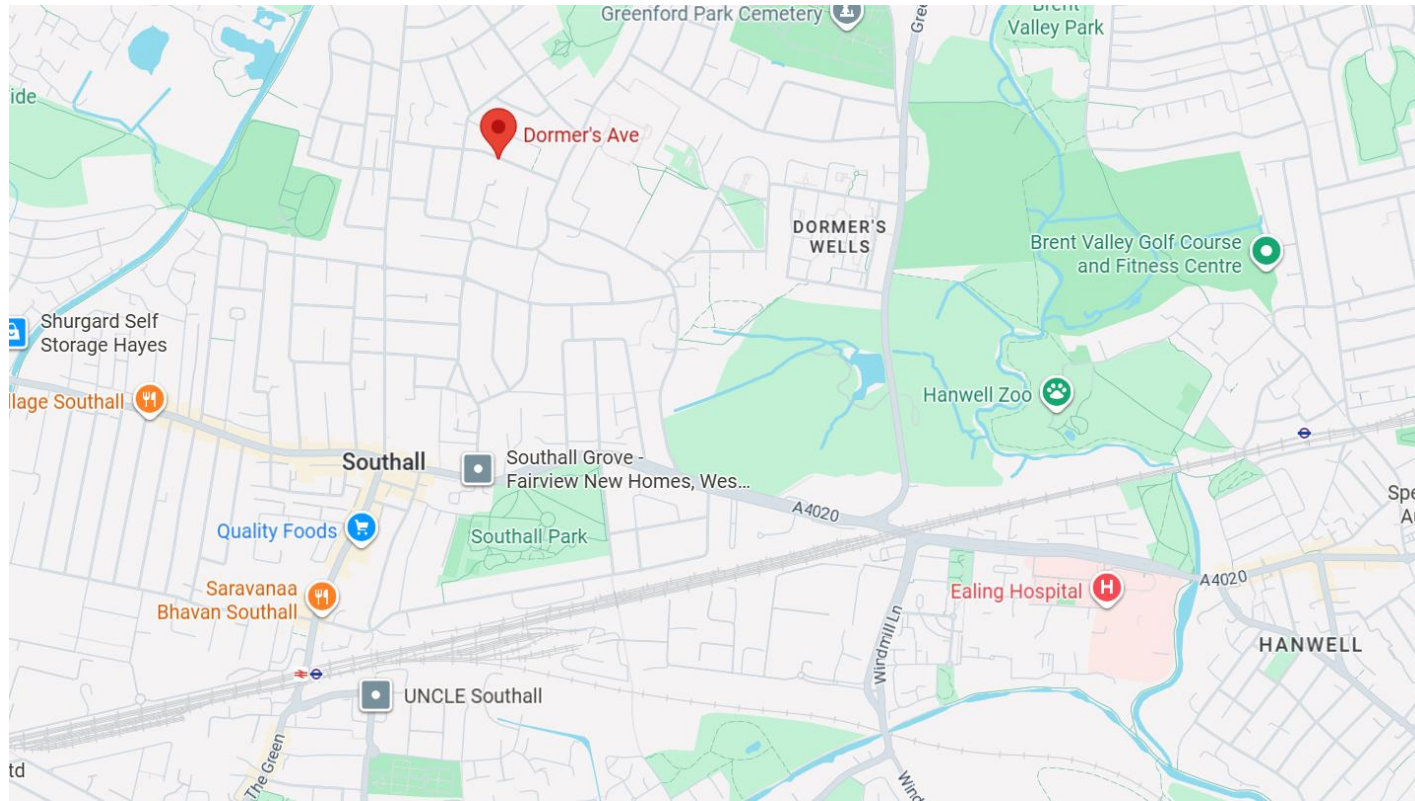 Greenford Park Cemetery
Gree
Brent
Valley Park
ide
Dormer's Ave
DORMER'S
WELLS
Brent Valley Golf Course
and Fitness Centre
Shurgard Self
Storage Hayes
llage Southall
Hanwell Zoo
Southall
Southall Grove -
Fairview New Homes, Wes...
A4020
Spe
Quality Foods
Southall Park
A4020
Saravanaa
Bhavan Southall
Ealing Hospital
H
Windmill Ln
HANWELL
UNCLE Southall
The Green
td
Wind